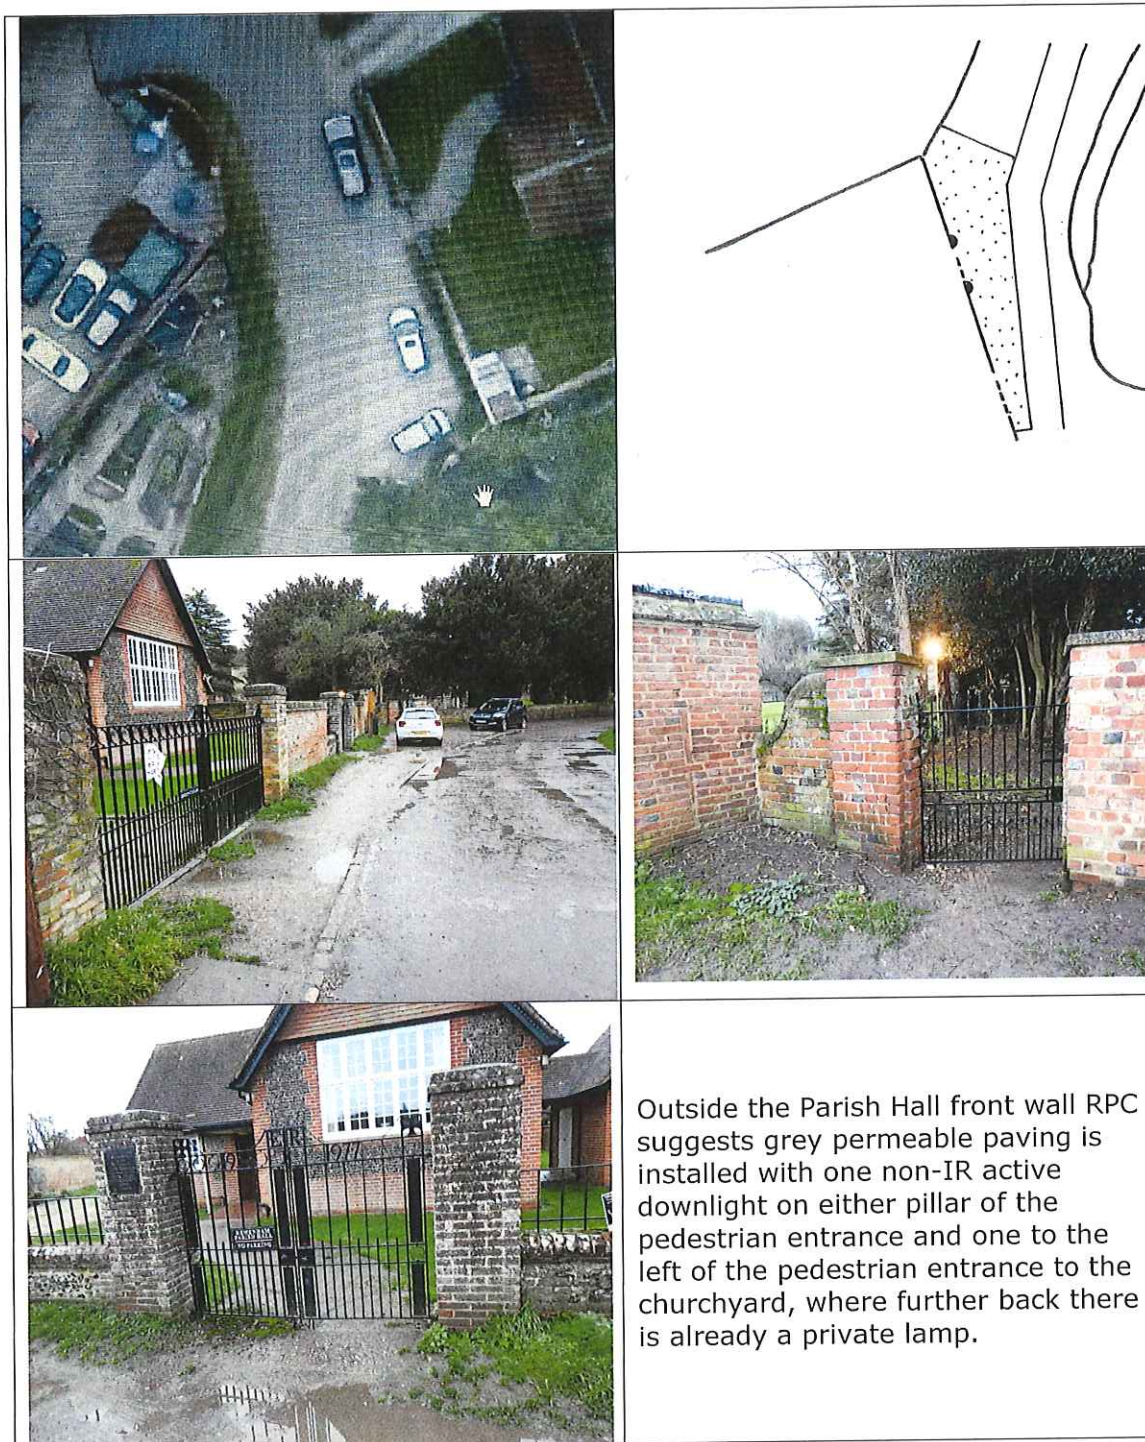 1977
Outside the Parish Hall front wall RPC
suggests grey permeable paving is
installed with one non-IR active
downlight on either pillar of the
pedestrian entrance and one to the
left of the pedestrian entrance to the
churchyard, where further back there
is already a private lamp.